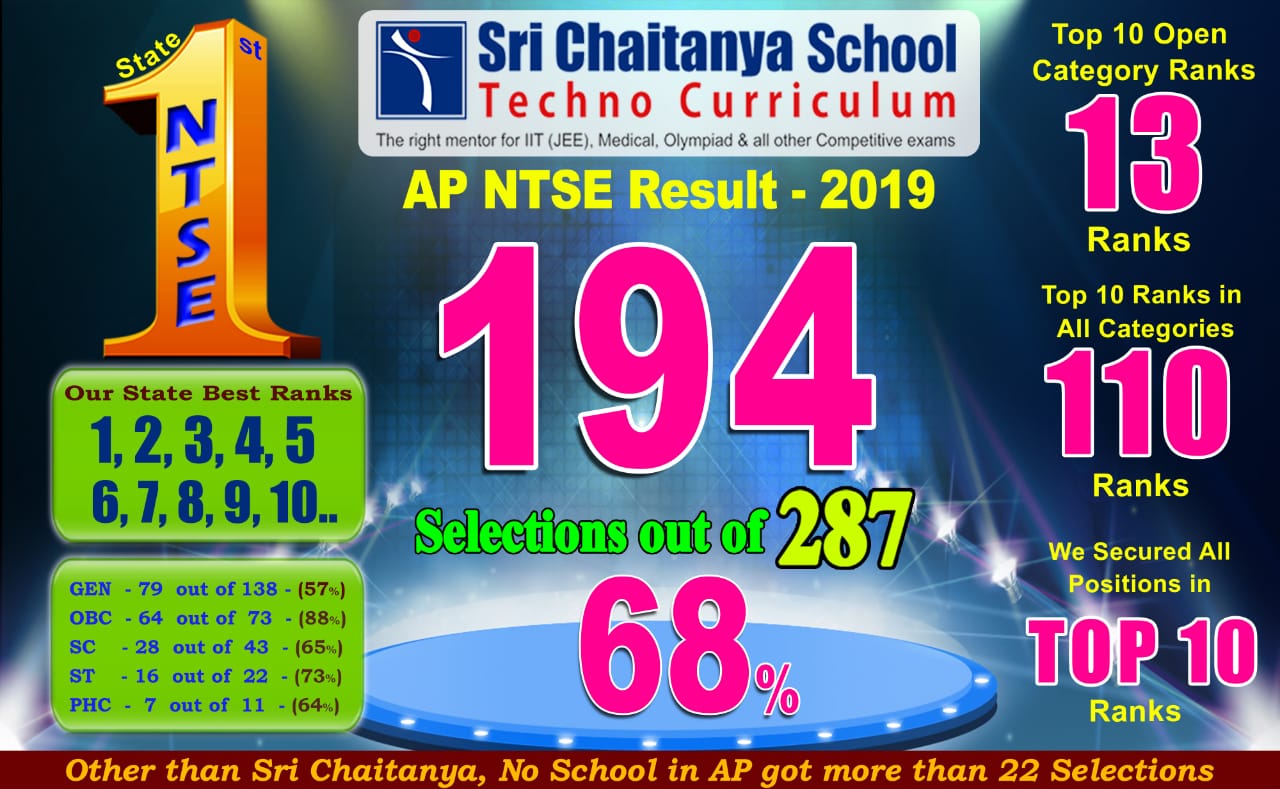 State
1st
NTSE
Sri Chaitanya School
Techno Curriculum
The right mentor for IIT (JEE), Medical, Olympiad & all other Competitive exams
AP NTSE Result - 2019
194
Selections out of 287
68%
Our State Best Ranks
1, 2, 3, 4, 5
6, 7, 8, 9, 10..
GEN - 79 out of 138 - (57%)
OBC - 64 out of 73 - (88%)
SC - 28 out of 43 - (65%)
ST - 16 out of 22 - (73%)
PHC - 7 out of 11 - (64%)
Top 10 Open
Category Ranks
13
Ranks
Top 10 Ranks in
All Categories
110
Ranks
We Secured All
Positions in
TOP 10
Ranks
Other than Sri Chaitanya, No School in AP got more than 22 Selections